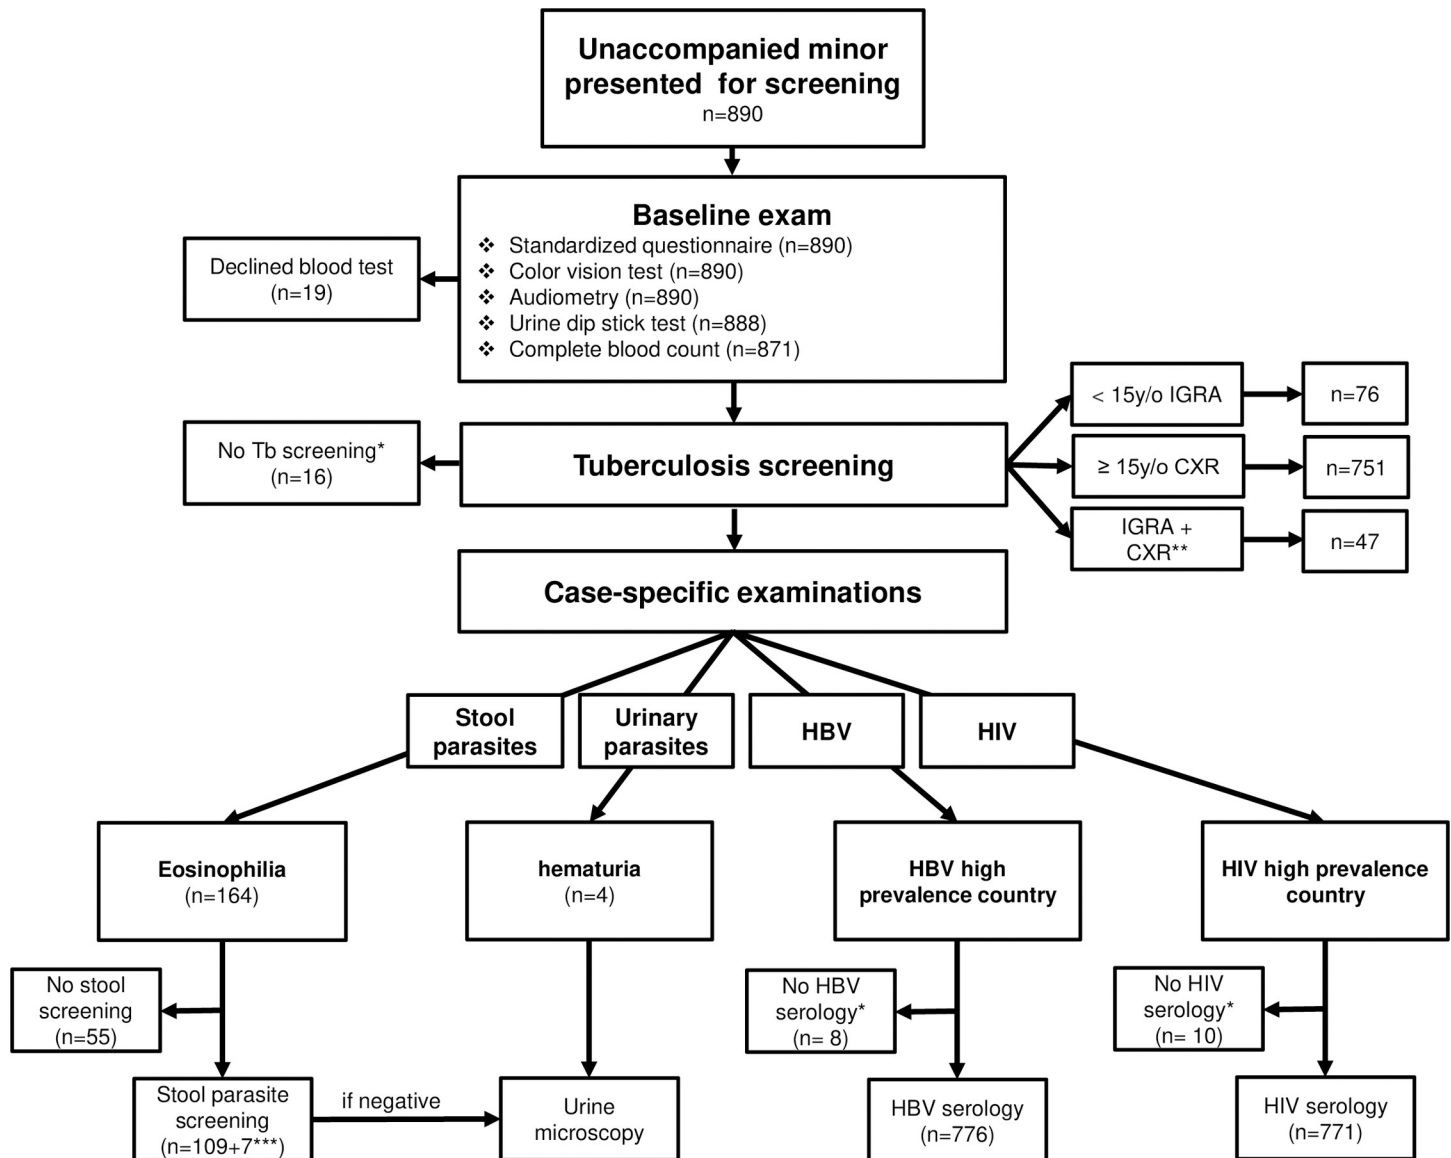 Unaccompanied minor
presented for screening
n=890
Baseline exam
❖ Standardized questionnaire (n=890)
❖ Color vision test (n=890)
❖ Audiometry (n=890)
❖ Urine dip stick test (n=888)
❖ Complete blood count (n=871)
Declined blood test
(n=19)
Tuberculosis screening
No Tb screening*
(n=16)
< 15y/o IGRA
n=76
≥ 15y/o CXR
n=751
IGRA +
CXR**
n=47
Case-specific examinations
Stool
parasites
Urinary
parasites
HBV
HIV
Eosinophilia
(n=164)
hematuria
(n=4)
HBV high
prevalence country
HIV high prevalence
country
No stool
screening
(n=55)
No HBV
serology*
(n= 8)
No HIV
serology*
(n= 10)
Stool parasite
screening
(n=109+7***)
if negative
Urine
microscopy
HBV serology
(n=776)
HIV serology
(n=771)